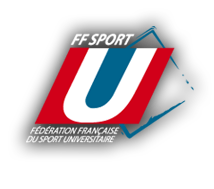 FF SPORT
U
FÉDÉRATION FRANÇAISE
DU SPORT UNIVERSITAIRE